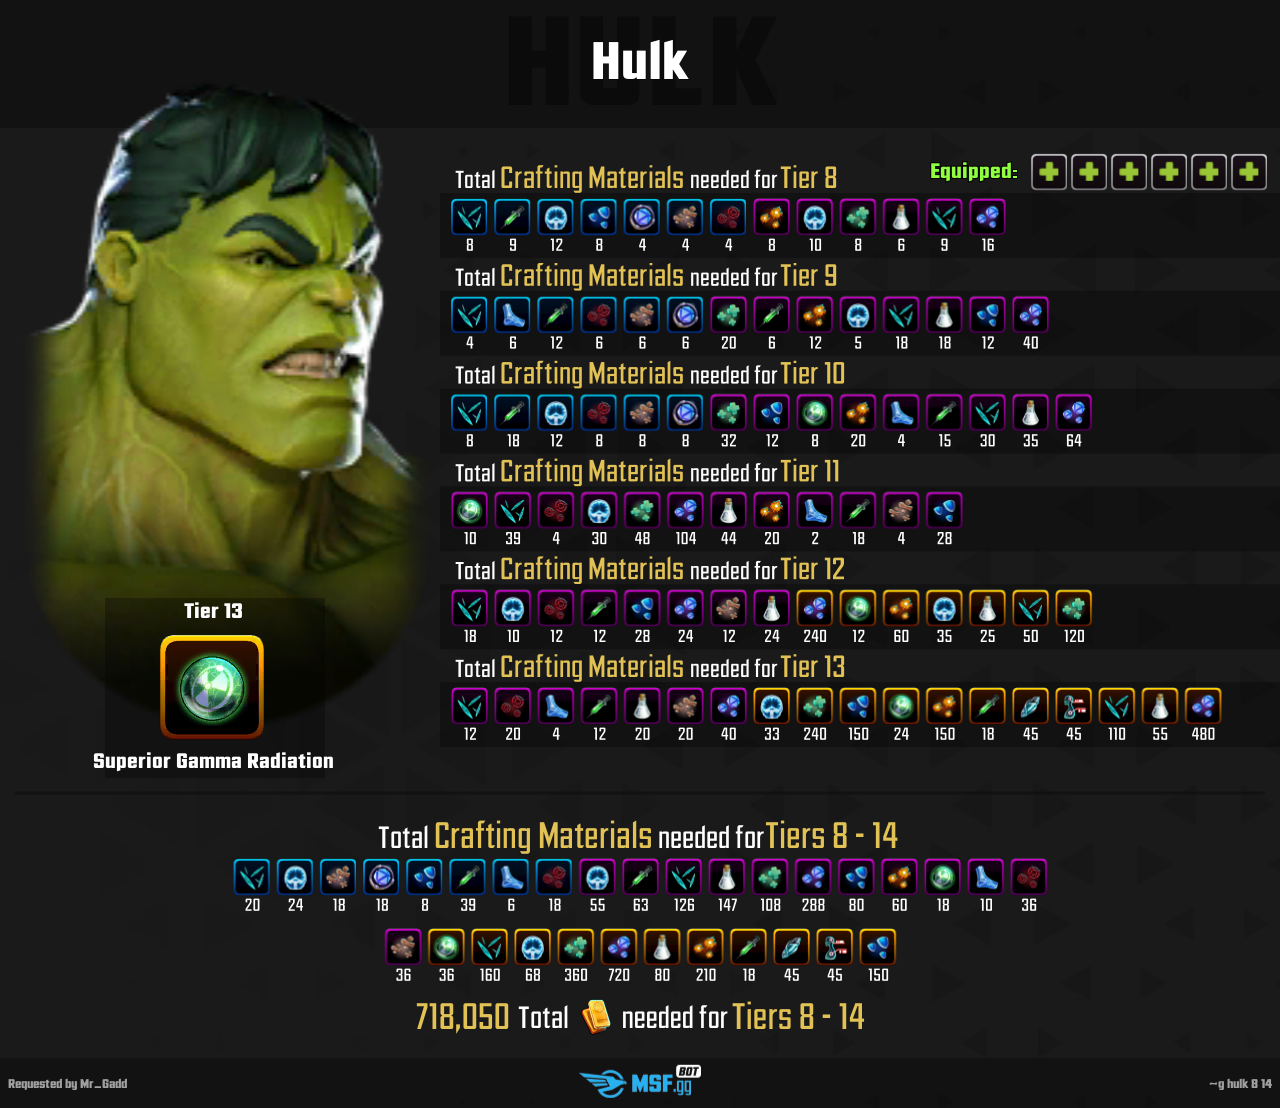 Hulk
Equipped:
Total Crafting Materials needed for Tier 8
8 9 12 8 4 4 4 8 10 8 6 9 16
Total Crafting Materials needed for Tier 9
4 6 12 6 6 6 20 6 12 5 18 18 12 40
Total Crafting Materials needed for Tier 10
8 18 12 8 8 8 32 12 8 20 4 15 30 35 64
Total Crafting Materials needed for Tier 11
10 39 4 30 48 104 44 20 2 18 4 28
Total Crafting Materials needed for Tier 12
18 10 12 12 28 24 12 24 240 12 60 35 25 50 120
Total Crafting Materials needed for Tier 13
12 20 4 12 20 20 40 33 240 150 24 150 18 45 45 110 55 480
Tier 13
Superior Gamma Radiation
Total Crafting Materials needed for Tiers 8 - 14
20 24 18 18 8 39 6 18 55 63 126 147 108 288 80 60 18 10 36
36 36 160 68 360 720 80 210 18 45 45 150
718,050 Total needed for Tiers 8 - 14
Requested by Mr_Gadd
MSF.gg BOT
~g hulk 8 14